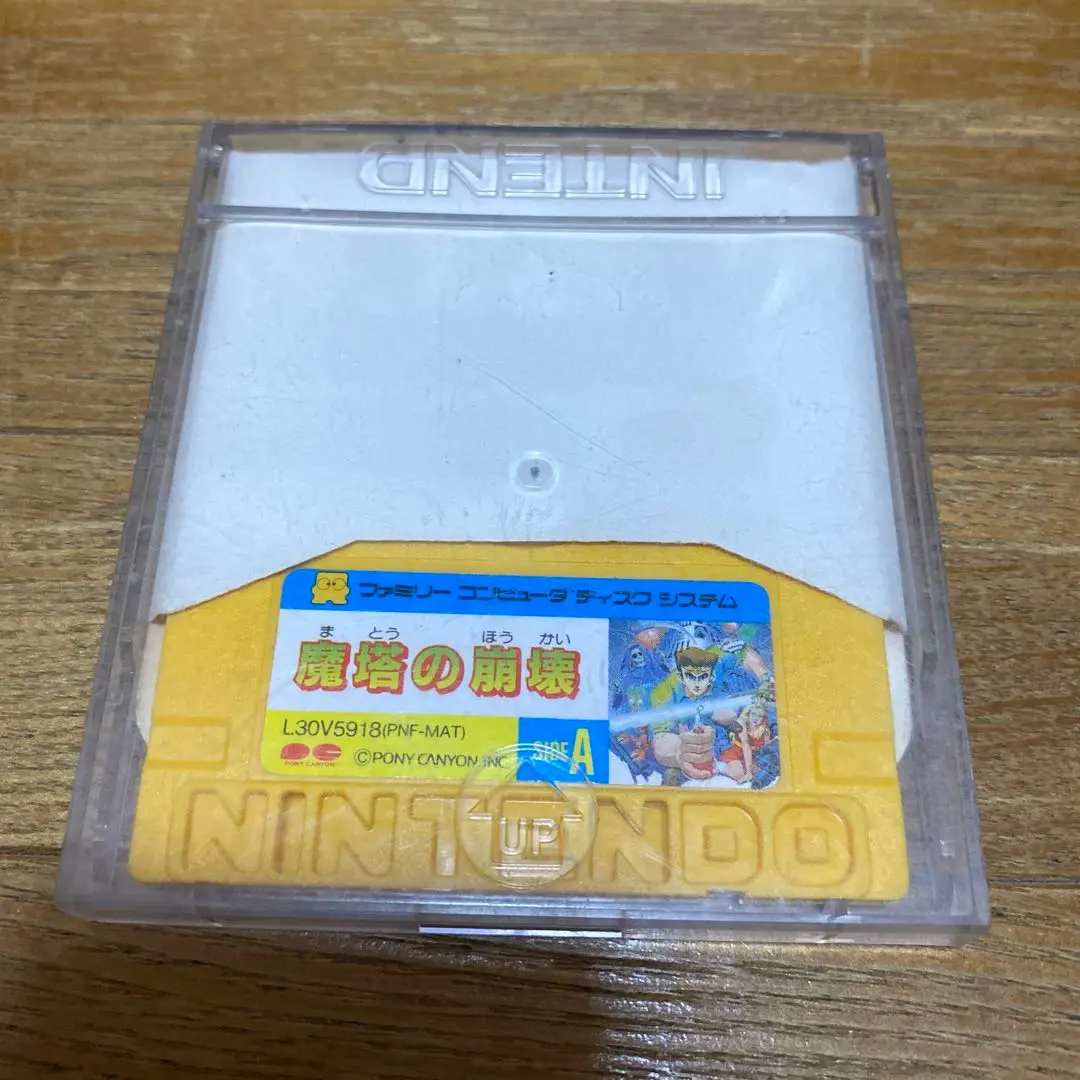 INTEND
ファミリー コンピュータ ディスク システム
ま とう ほう かい
魔塔の崩壊
L30V5918(PNF-MAT)
PONY CANYON
©PONY CANYON INC.
SIDE A
NINTENDO
UP